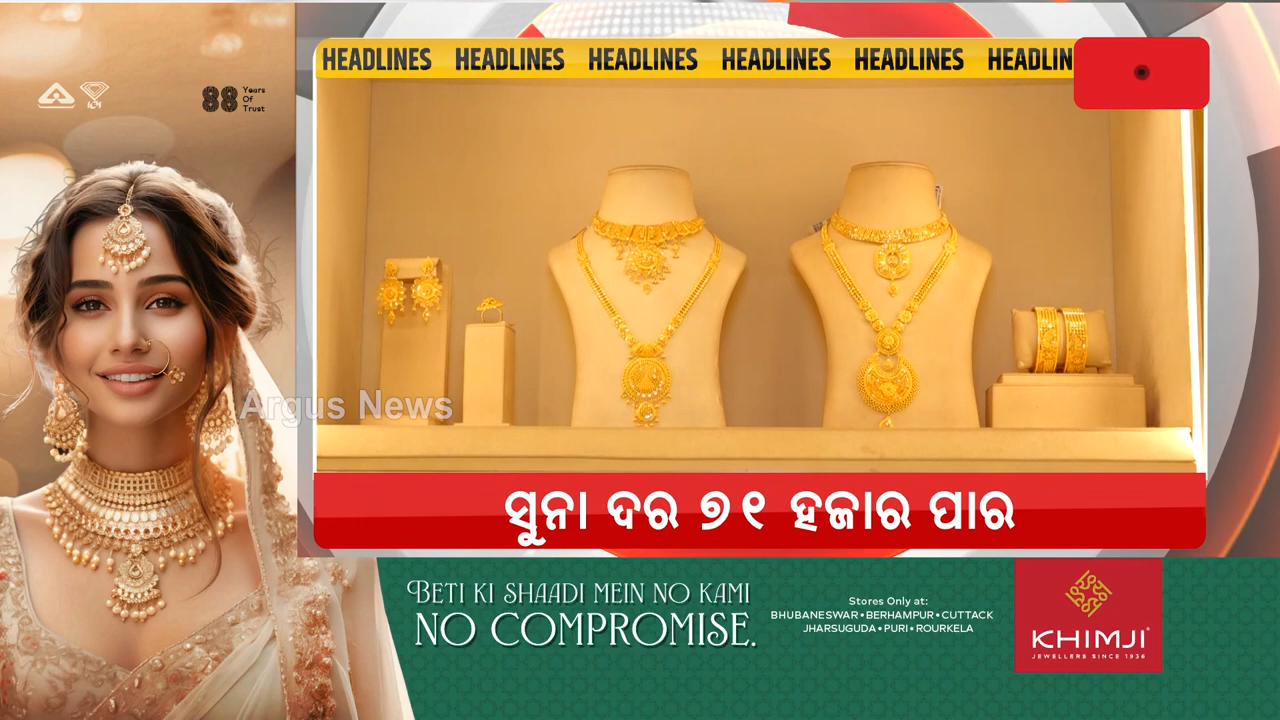 HEADLINES HEADLINES HEADLINES HEADLINES HEADLINES HEADLIN
88 Years
Of
Trust
Argus News
ସୁନା ଦର ୭୧ ହଜାର ପାର
BETI KI SHAADI MEIN NO KAMI
NO COMPROMISE.
Stores Only at:
BHUBANESWAR • BERHAMPUR • CUTTACK
JHARSUGUDA • PURI • ROURKELA
KHIMJI
JEWELLERS SINCE 1936